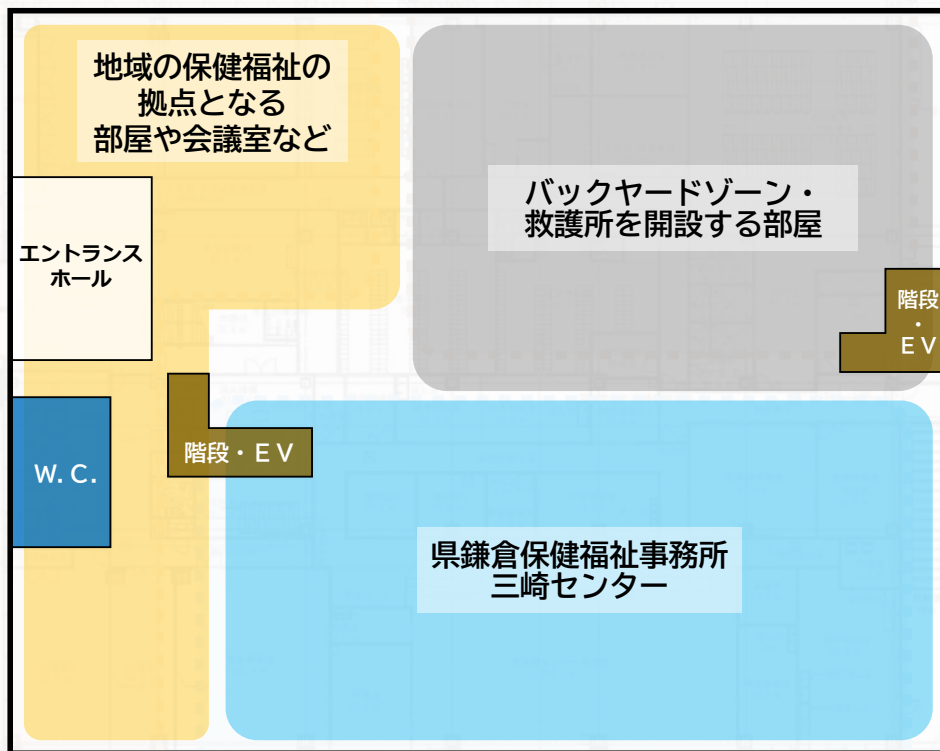 地域の保健福祉の
拠点となる
部屋や会議室など
バックヤードゾーン・
救護所を開設する部屋
エントランス
ホール
階段
・
ＥＶ
階段・ＥＶ
Ｗ.Ｃ.
県鎌倉保健福祉事務所
三崎センター